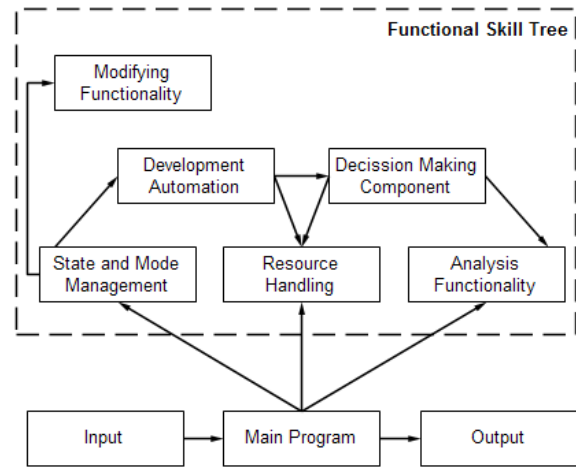 Functional Skill Tree
Modifying
Functionality
Development
Automation
Decission Making
Component
State and Mode
Management
Resource
Handling
Analysis
Functionality
Input
Main Program
Output